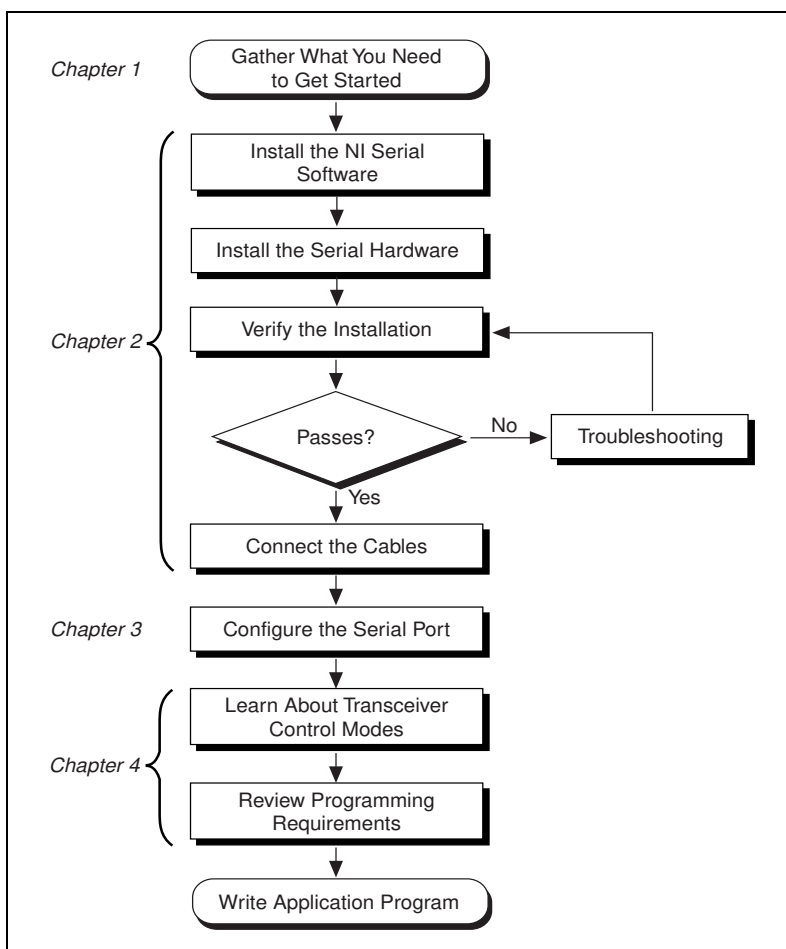 Chapter 1
Gather What You Need
to Get Started
Install the NI Serial
Software
Install the Serial Hardware
Verify the Installation
Chapter 2
Passes?
No
Troubleshooting
Yes
Connect the Cables
Chapter 3
Configure the Serial Port
Learn About Transceiver
Control Modes
Chapter 4
Review Programming
Requirements
Write Application Program